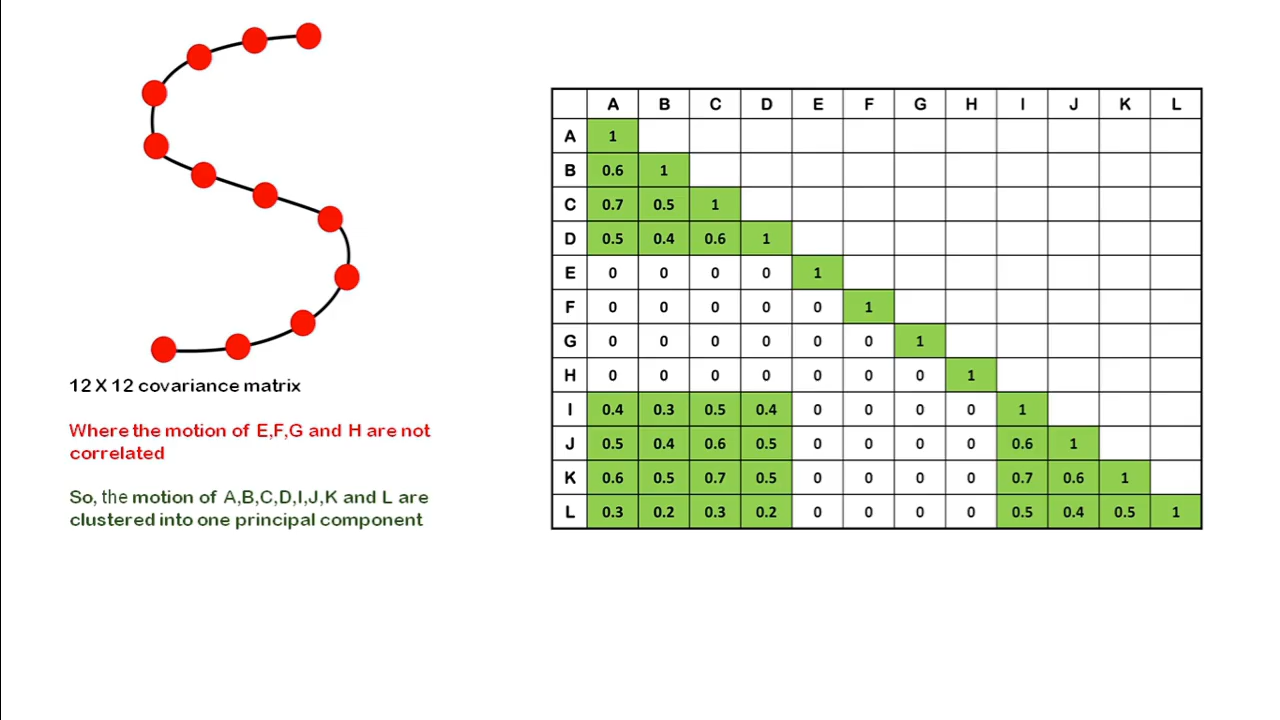 12 X 12 covariance matrix
Where the motion of E,F,G and H are not
correlated
So, the motion of A,B,C,D,I,J,K and L are
clustered into one principal component
A B C D E F G H I J K L
A 1
B 0.6 1
C 0.7 0.5 1
D 0.5 0.4 0.6 1
E 0 0 0 0 1
F 0 0 0 0 0 1
G 0 0 0 0 0 0 1
H 0 0 0 0 0 0 0 1
I 0.4 0.3 0.5 0.4 0 0 0 0 1
J 0.5 0.4 0.6 0.5 0 0 0 0 0.6 1
K 0.6 0.5 0.7 0.5 0 0 0 0 0.7 0.6 1
L 0.3 0.2 0.3 0.2 0 0 0 0 0.5 0.4 0.5 1